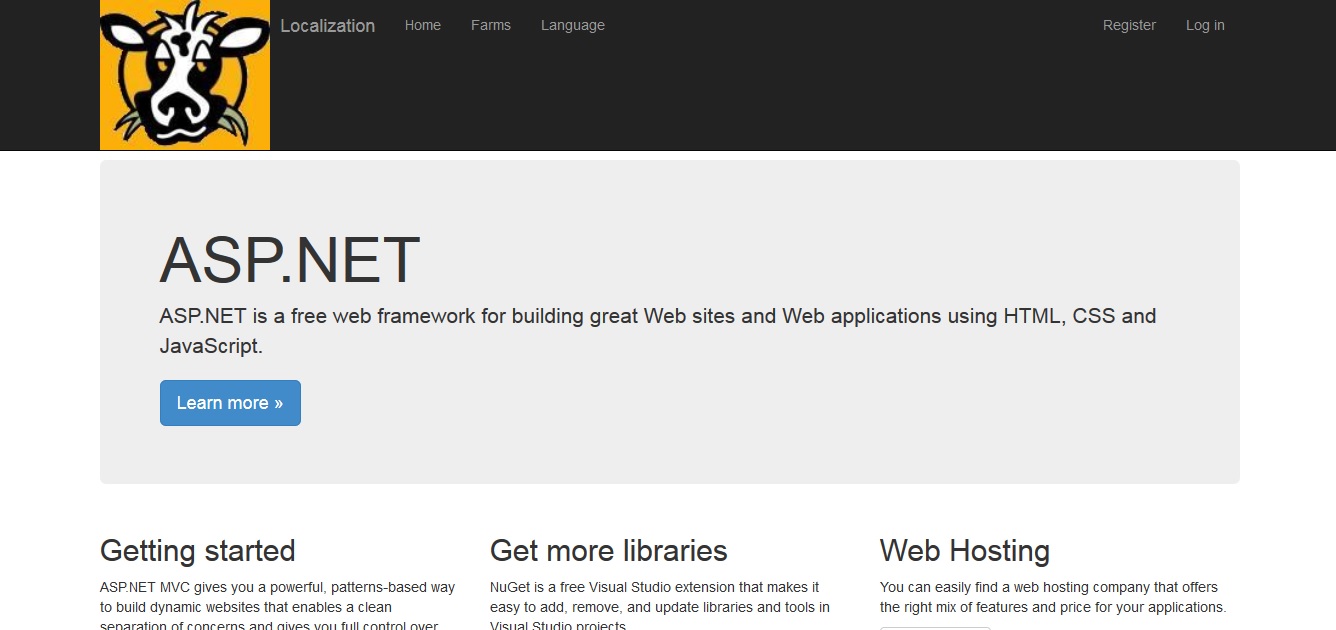 Localization Home Farms Language Register Log in
ASP.NET
ASP.NET is a free web framework for building great Web sites and Web applications using HTML, CSS and
JavaScript.
Learn more »
Getting started
ASP.NET MVC gives you a powerful, patterns-based way
to build dynamic websites that enables a clean
separation of concerns and gives you full control over
Get more libraries
NuGet is a free Visual Studio extension that makes it
easy to add, remove, and update libraries and tools in
Visual Studio projects.
Web Hosting
You can easily find a web hosting company that offers
the right mix of features and price for your applications.